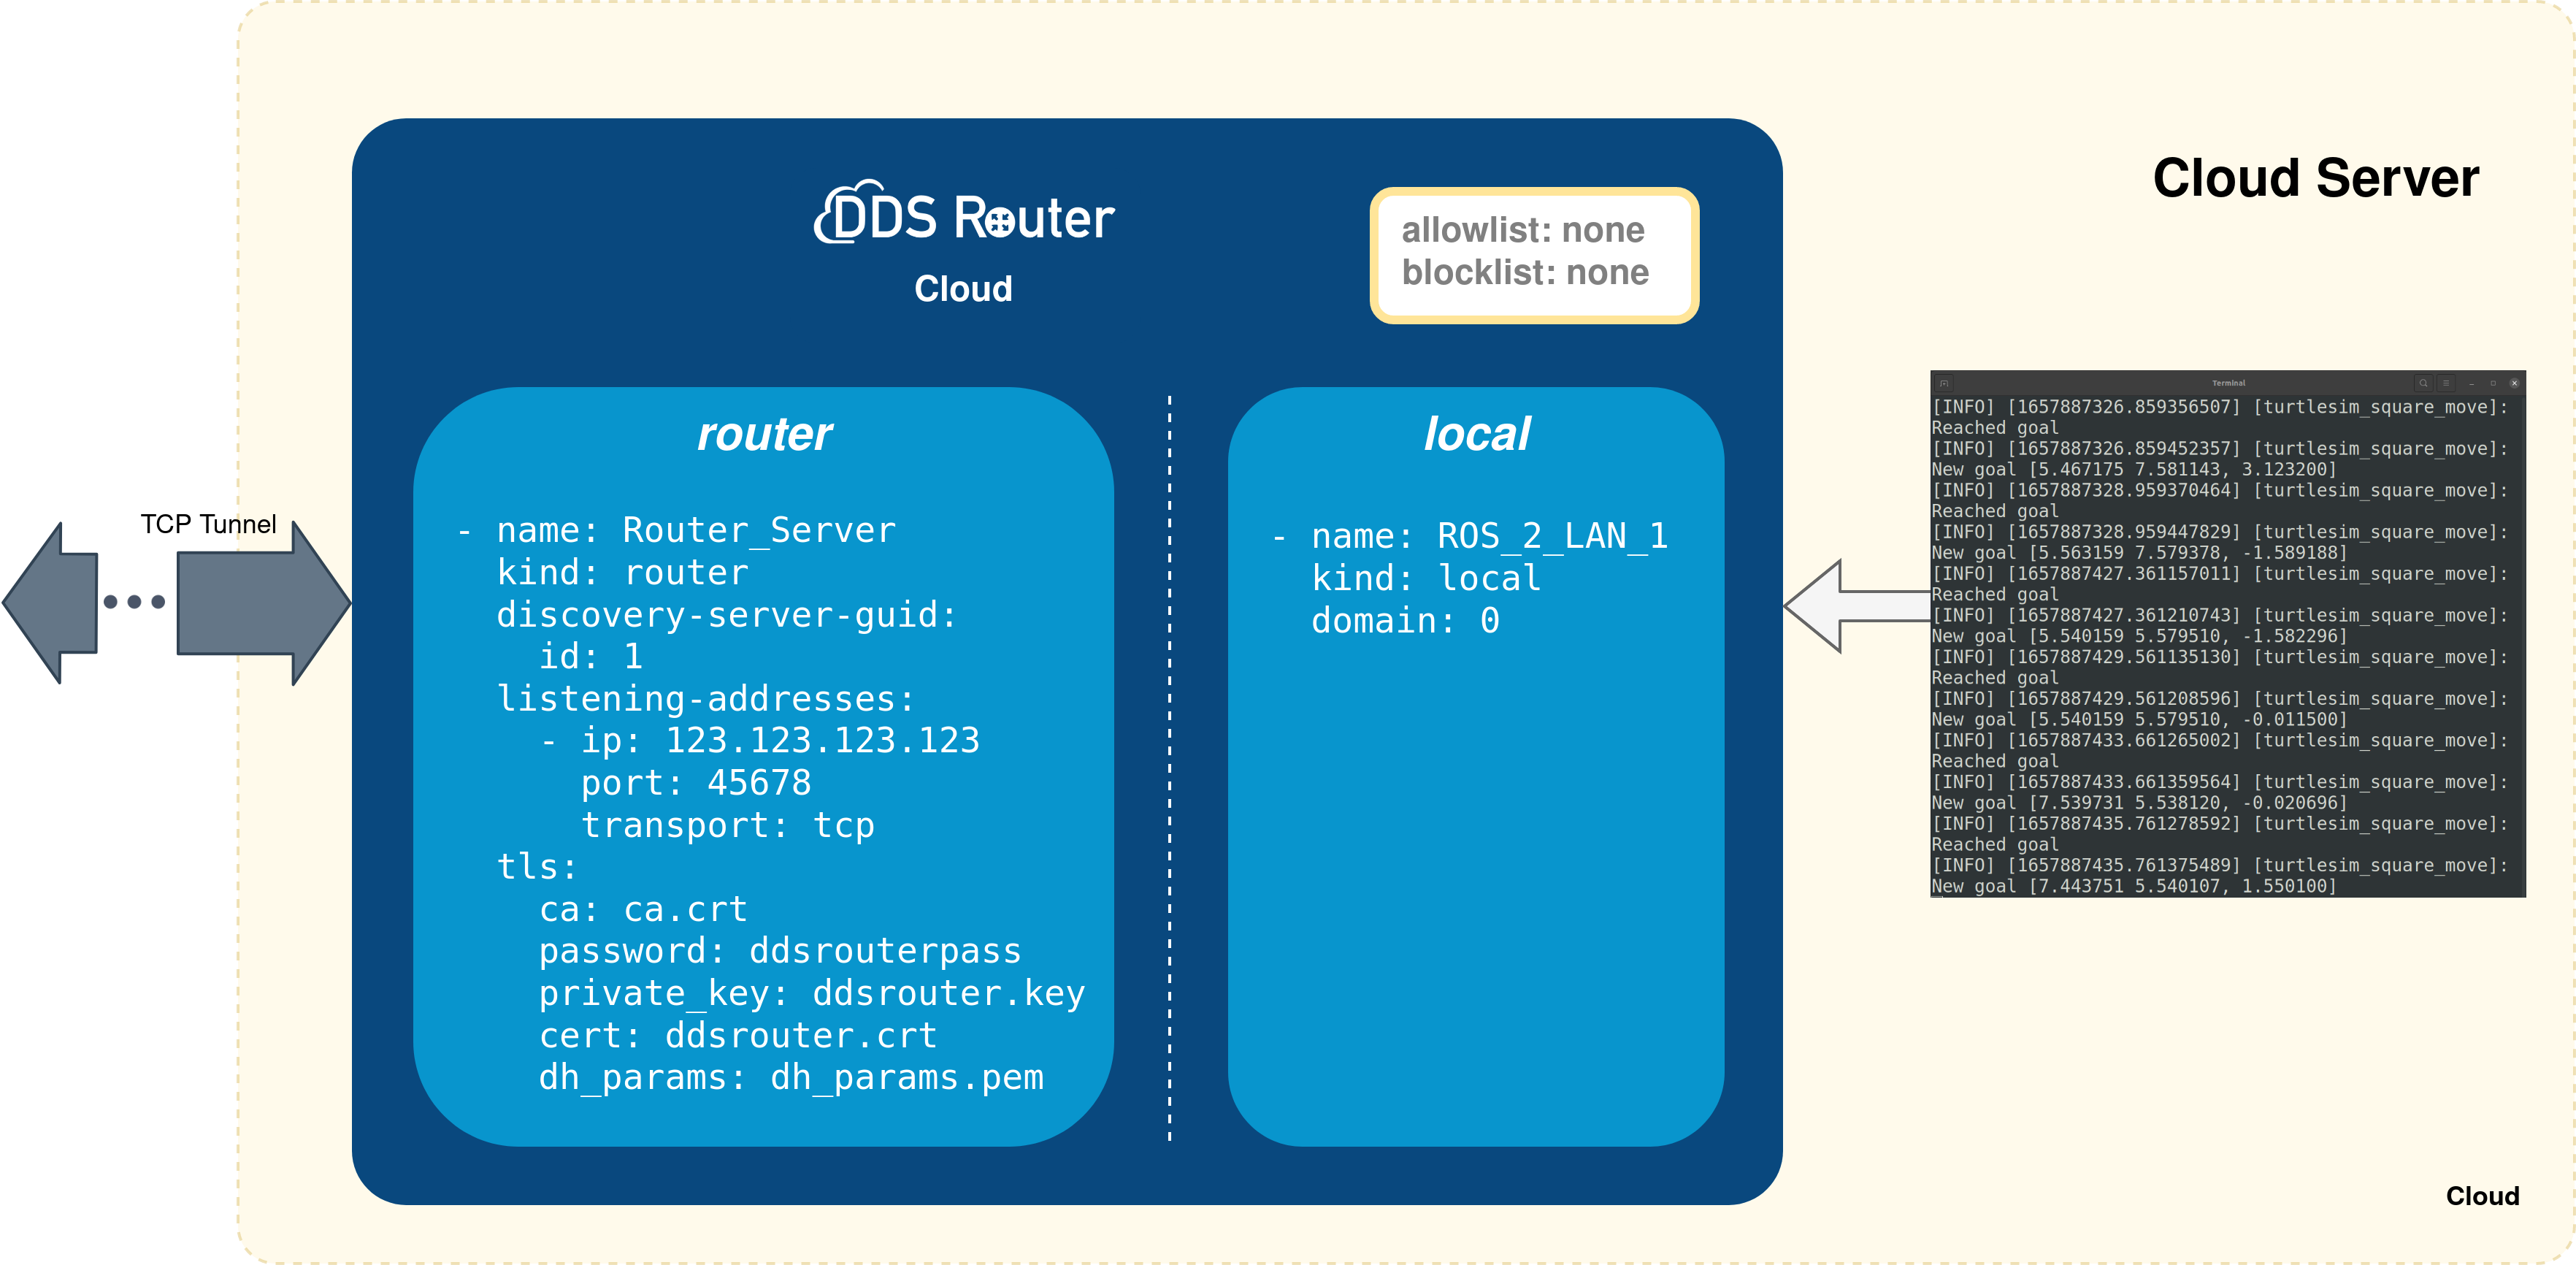 Cloud Server
DDS Router
Cloud
allowlist: none
blocklist: none
TCP Tunnel
router
- name: Router_Server
  kind: router
  discovery-server-guid:
    id: 1
  listening-addresses:
    - ip: 123.123.123.123
      port: 45678
      transport: tcp
  tls:
    ca: ca.crt
    password: ddsrouterpass
    private_key: ddsrouter.key
    cert: ddsrouter.crt
    dh_params: dh_params.pem
local
- name: ROS_2_LAN_1
  kind: local
  domain: 0
Terminal
[INFO] [1657887326.859356507] [turtlesim_square_move]:
Reached goal
[INFO] [1657887326.859452357] [turtlesim_square_move]:
New goal [5.467175 7.581143, 3.123200]
[INFO] [1657887328.959370464] [turtlesim_square_move]:
Reached goal
[INFO] [1657887328.959447829] [turtlesim_square_move]:
New goal [5.563159 7.579378, -1.589188]
[INFO] [1657887427.361157011] [turtlesim_square_move]:
Reached goal
[INFO] [1657887427.361210743] [turtlesim_square_move]:
New goal [5.540159 5.579510, -1.582296]
[INFO] [1657887429.561135130] [turtlesim_square_move]:
Reached goal
[INFO] [1657887429.561208596] [turtlesim_square_move]:
New goal [5.540159 5.579510, -0.011500]
[INFO] [1657887433.661265002] [turtlesim_square_move]:
Reached goal
[INFO] [1657887433.661359564] [turtlesim_square_move]:
New goal [7.539731 5.538120, -0.020696]
[INFO] [1657887435.761278592] [turtlesim_square_move]:
Reached goal
[INFO] [1657887435.761375489] [turtlesim_square_move]:
New goal [7.443751 5.540107, 1.550100]
Cloud